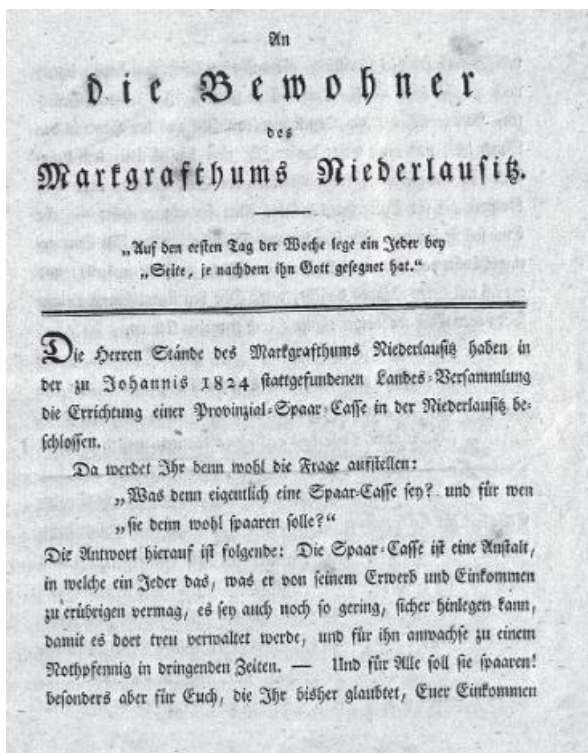 An
die Bewohner
des
Markgrafthums Niederlausitz.
„Auf den ersten Tag der Woche lege ein Jeder bey
„Seite, je nachdem ihn Gott gesegnet hat.“
Die Herren Stände des Markgrafthums Niederlausitz haben in
der zu Johannis 1824 stattgefundenen Landes-Versammlung
die Errichtung einer Provinzial-Spaar-Casse in der Niederlausitz be-
schlossen.
Da werdet Ihr denn wohl die Frage aufstellen:
„Was denn eigentlich eine Spaar-Casse sey? und für wen
„sie denn wohl spaaren solle?“
Die Antwort hierauf ist folgende: Die Spaar-Casse ist eine Anstalt,
in welche ein Jeder das, was er von seinem Erwerb und Einkommen
zu erübrigen vermag, es sey auch noch so gering, sicher hinlegen kann,
damit es dort treu verwaltet werde, und für ihn anwachse zu einem
Nothpfennig in dringenden Zeiten. — Und für Alle soll sie spaaren!
besonders aber für Euch, die Ihr bisher glaubtet, Euer Einkommen